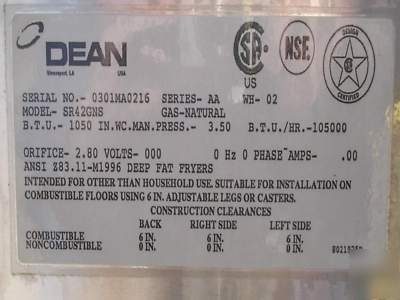 DEAN
Shreveport, LA USA
SA
US
NSF.
DESIGN
CERTIFIED
SERIAL NO.- 0301MA0216 SERIES- AA WH- 02
MODEL- SR42GNS GAS-NATURAL
B.T.U.- 1050 IN.WC.MAN.PRESS.- 3.50 B.T.U./HR-105000
ORIFICE- 2.80 VOLTS-000 0 HZ 0 PHASE AMPS- .00
ANSI Z83.11-M1996 DEEP FAT FRYERS
INTENDED FOR OTHER THAN HOUSEHOLD USE. SUITABLE FOR INSTALLATION ON
COMBUSTIBLE FLOORS USING 6 IN. ADJUSTABLE LEGS OR CASTERS.
CONSTRUCTION CLEARANCES
BACK RIGHT SIDE LEFT SIDE
COMBUSTIBLE 6 IN. 6 IN. 6 IN.
NONCOMBUSTIBLE 0 IN. 0 IN. 0 IN.